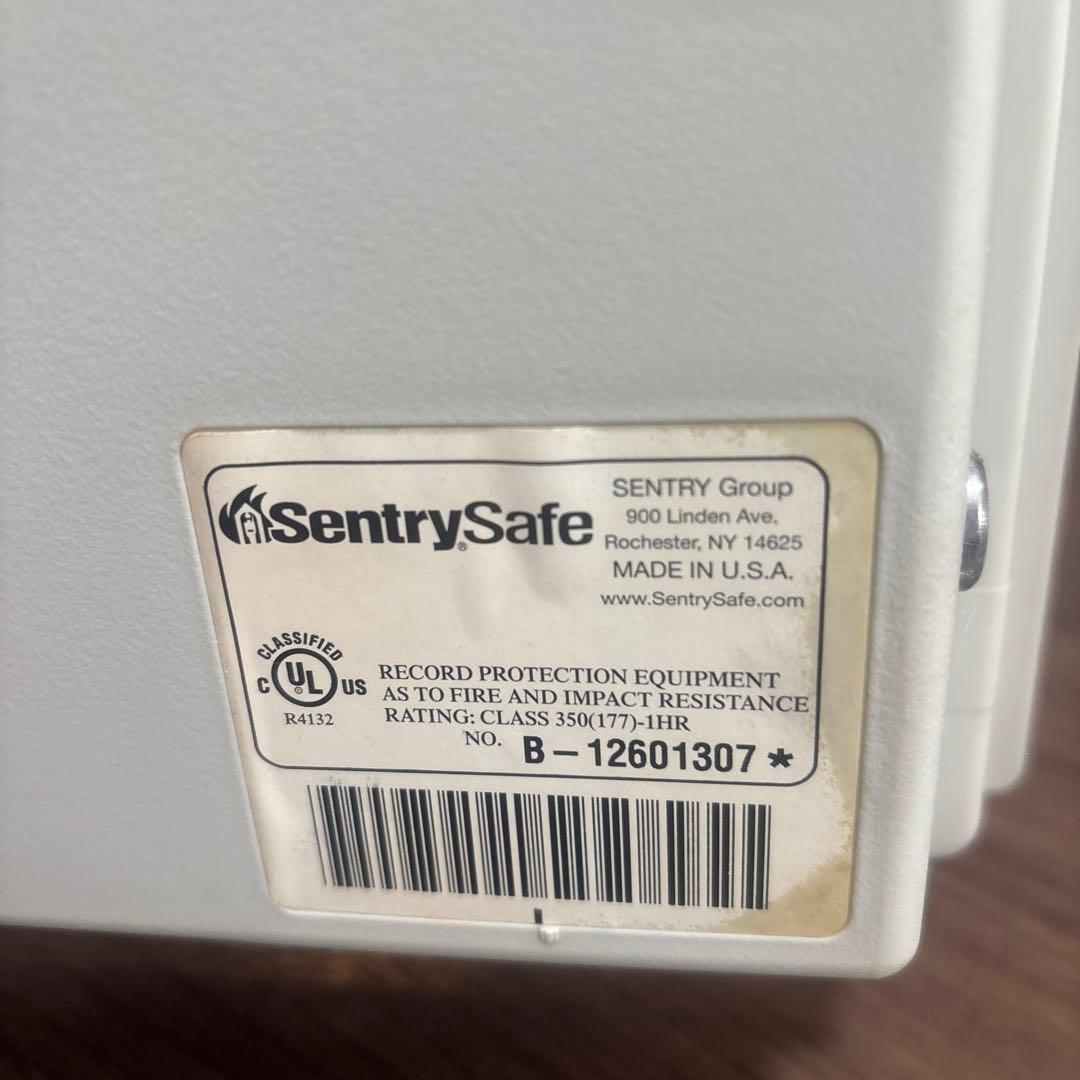 SentrySafe®
SENTRY Group
900 Linden Ave.
Rochester, NY 14625
MADE IN U.S.A.
www.SentrySafe.com
CLASSIFIED
C UL® US
R4132
RECORD PROTECTION EQUIPMENT
AS TO FIRE AND IMPACT RESISTANCE
RATING: CLASS 350(177)-1HR
NO. B-12601307*